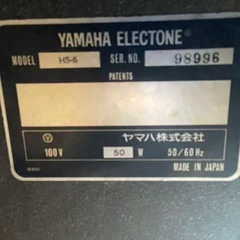 YAMAHA ELECTONE®
MODEL HS-5 SER. NO. 98996
PATENTS
ヤマハ株式会社
100V 50 W 50/60Hz
MADE IN JAPAN